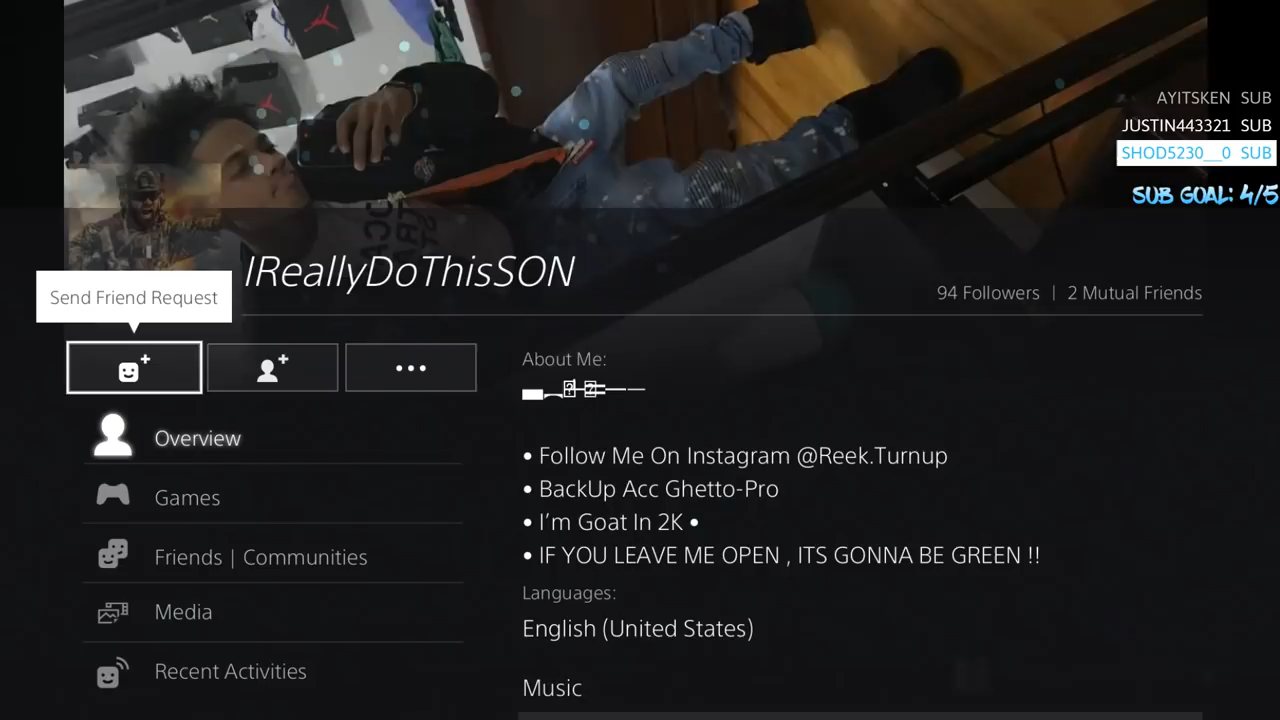 AYITSKEN SUB
JUSTIN443321 SUB
SHOD5230__0 SUB
SUB GOAL: 4/5
IReallyDoThisSON
94 Followers | 2 Mutual Friends
Send Friend Request
About Me:
• Follow Me On Instagram @Reek.Turnup
• BackUp Acc Ghetto-Pro
• I’m Goat In 2K •
• IF YOU LEAVE ME OPEN , ITS GONNA BE GREEN !!
Languages:
English (United States)
Music
Overview
Games
Friends | Communities
Media
Recent Activities